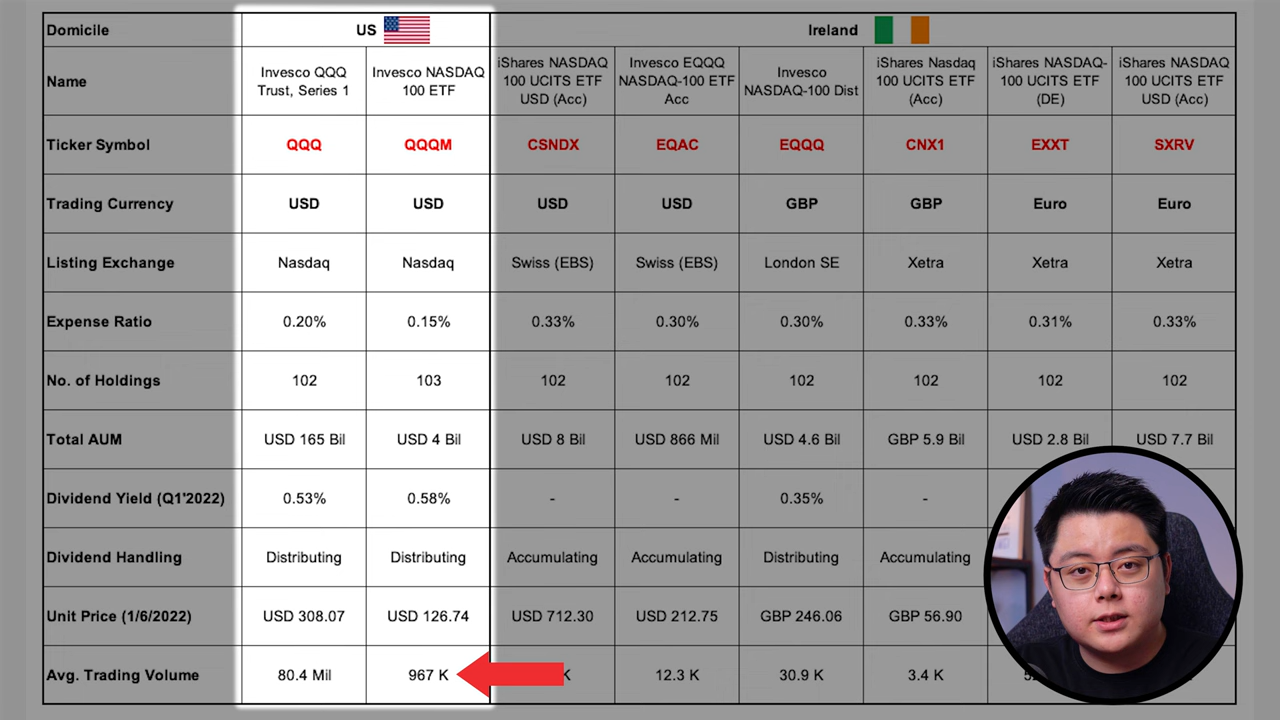 Domicile US Ireland
Name Invesco QQQ Trust, Series 1 Invesco NASDAQ 100 ETF iShares NASDAQ 100 UCITS ETF USD (Acc) Invesco EQQQ NASDAQ-100 ETF Acc Invesco NASDAQ-100 Dist iShares Nasdaq 100 UCITS ETF (Acc) iShares NASDAQ-100 UCITS ETF (DE) iShares NASDAQ 100 UCITS ETF USD (Acc)
Ticker Symbol QQQ QQQM CSNDX EQAC EQQQ CNX1 EXXT SXRV
Trading Currency USD USD USD USD GBP GBP Euro Euro
Listing Exchange Nasdaq Nasdaq Swiss (EBS) Swiss (EBS) London SE Xetra Xetra Xetra
Expense Ratio 0.20% 0.15% 0.33% 0.30% 0.30% 0.33% 0.31% 0.33%
No. of Holdings 102 103 102 102 102 102 102 102
Total AUM USD 165 Bil USD 4 Bil USD 8 Bil USD 866 Mil USD 4.6 Bil GBP 5.9 Bil USD 2.8 Bil USD 7.7 Bil
Dividend Yield (Q1'2022) 0.53% 0.58% - - 0.35% -
Dividend Handling Distributing Distributing Accumulating Accumulating Distributing Accumulating
Unit Price (1/6/2022) USD 308.07 USD 126.74 USD 712.30 USD 212.75 GBP 246.06 GBP 56.90
Avg. Trading Volume 80.4 Mil 967 K K 12.3 K 30.9 K 3.4 K